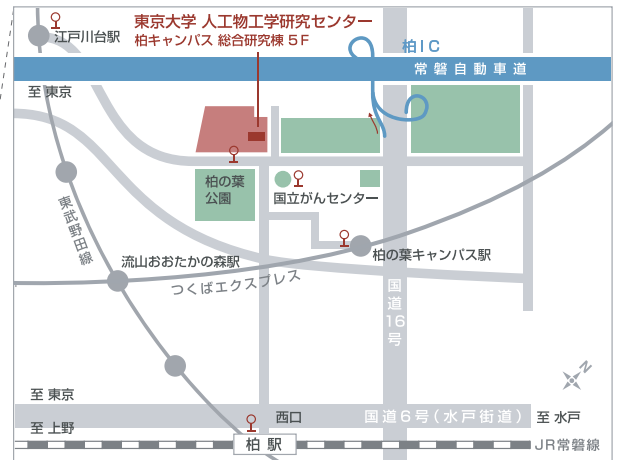 東京大学 人工物工学研究センター
柏キャンパス 総合研究棟 5F
江戸川台駅
柏IC
常磐自動車道
至 東京
柏の葉
公園
国立がんセンター
東武野田線
流山おおたかの森駅
柏の葉キャンパス駅
つくばエクスプレス
国道16号
N
至 東京
西口
国道6号(水戸街道)
至 水戸
至 上野
柏 駅
JR常磐線